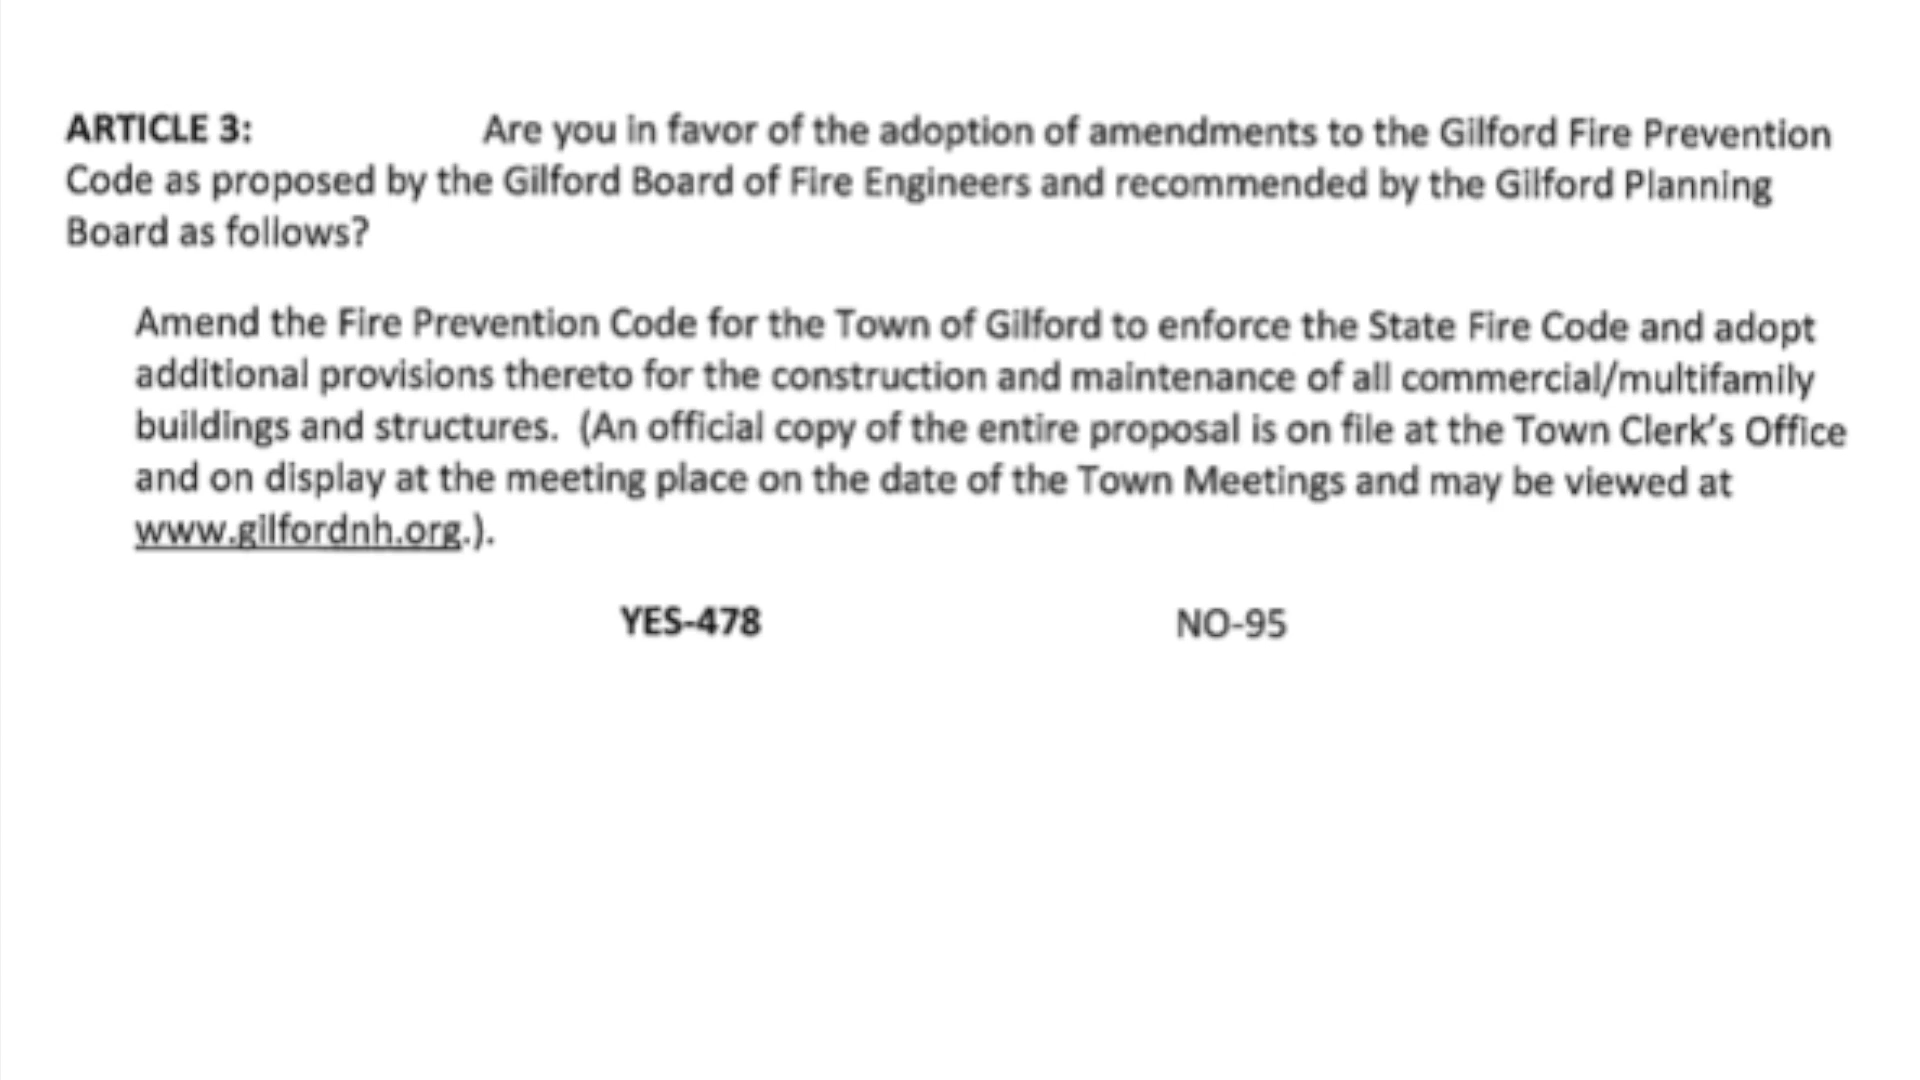 ARTICLE 3: Are you in favor of the adoption of amendments to the Gilford Fire Prevention
Code as proposed by the Gilford Board of Fire Engineers and recommended by the Gilford Planning
Board as follows?
Amend the Fire Prevention Code for the Town of Gilford to enforce the State Fire Code and adopt
additional provisions thereto for the construction and maintenance of all commercial/multifamily
buildings and structures. (An official copy of the entire proposal is on file at the Town Clerk's Office
and on display at the meeting place on the date of the Town Meetings and may be viewed at
www.gilfordnh.org.).
YES-478 NO-95